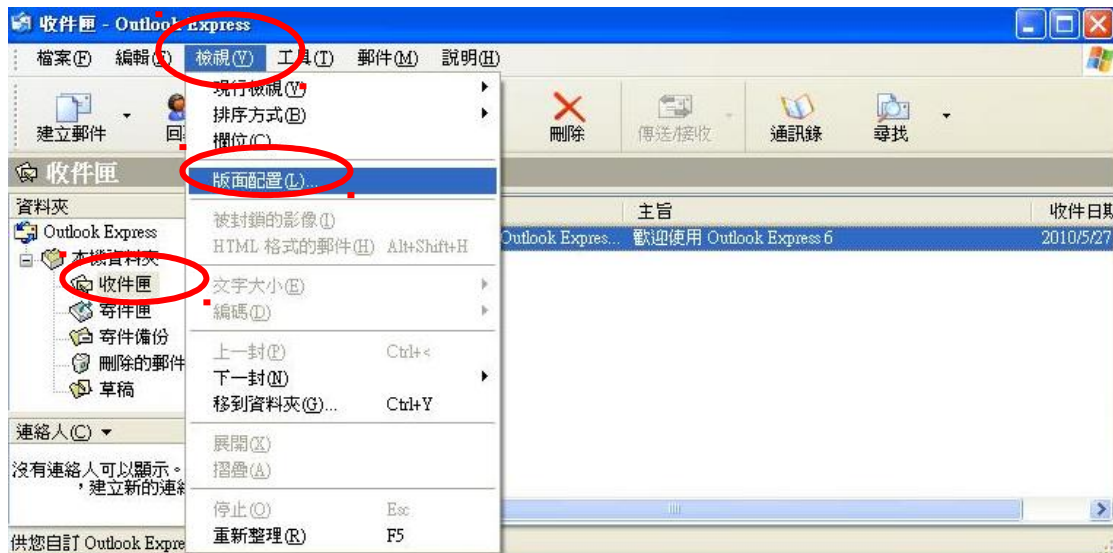 收件匣 - Outlook Express
檔案(F) 編輯(E) 檢視(V) 工具(T) 郵件(M) 說明(H)
建立郵件 回 刪除 傳送/接收 通訊錄 尋找
現行檢視(V)
排序方式(B)
欄位(C)
版面配置(L)...
被封鎖的影像(I)
HTML 格式的郵件(H) Alt+Shift+H
文字大小(E)
編碼(D)
上一封(P) Ctrl+<
下一封(N)
移到資料夾(G)... Ctrl+Y
展開(X)
摺疊(A)
停止(O) Esc
重新整理(R) F5
收件匣
資料夾
Outlook Express
本機資料夾
收件匣
寄件匣
寄件備份
刪除的郵件
草稿
連絡人(C)
沒有連絡人可以顯示。
，建立新的連絡
主旨 收件日期
Outlook Expres... 歡迎使用 Outlook Express 6 2010/5/27
供您自訂 Outlook Expre